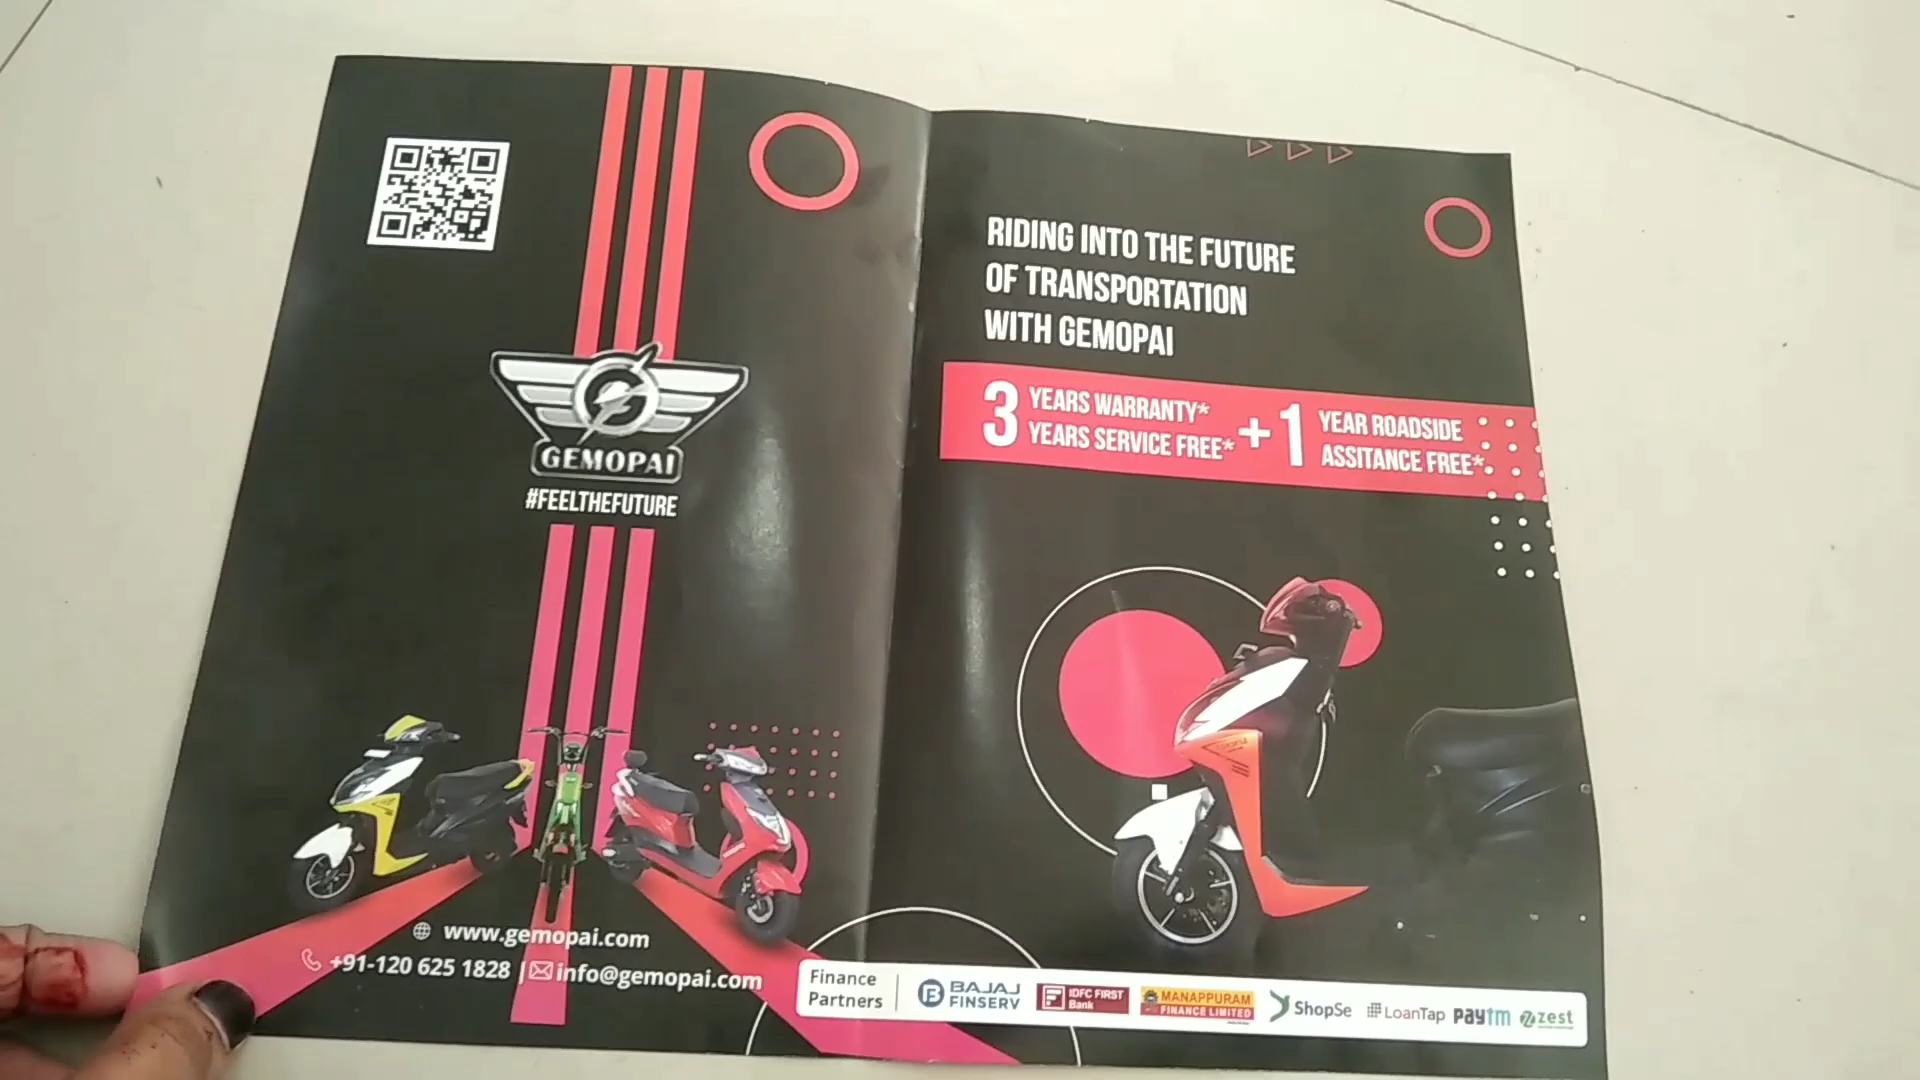 GEMOPAI
#FEELTHEFUTURE
www.gemopai.com
+91-120 625 1828 | info@gemopai.com
RIDING INTO THE FUTURE
OF TRANSPORTATION
WITH GEMOPAI
3 YEARS WARRANTY*
YEARS SERVICE FREE*
+1 YEAR ROADSIDE
ASSITANCE FREE*
Finance
Partners
BAJAJ
FINSERV
IDFC FIRST
Bank
MANAPPURAM
FINANCE LIMITED
ShopSe
LoanTap
paytm
zest